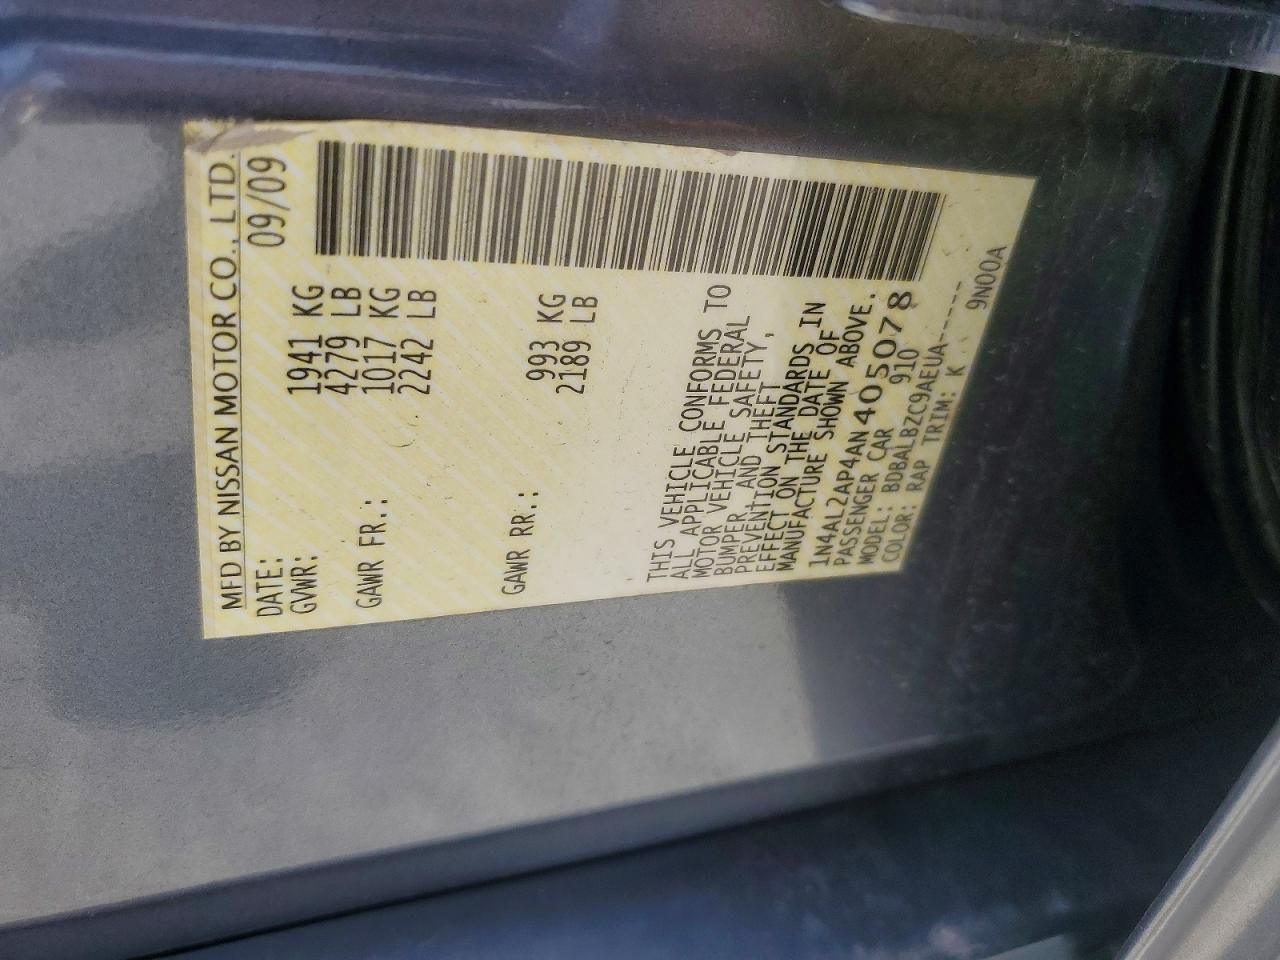 MFD BY NISSAN MOTOR CO., LTD.
DATE: 09/09
GVWR: 1941 KG
4279 LB
GAWR FR.: 1017 KG
2242 LB
GAWR RR.: 993 KG
2189 LB
THIS VEHICLE CONFORMS TO
ALL APPLICABLE FEDERAL
MOTOR VEHICLE SAFETY,
BUMPER, AND THEFT
PREVENTION STANDARDS IN
EFFECT ON THE DATE OF
MANUFACTURE SHOWN ABOVE.
1N4AL2AP4AN405078
PASSENGER CAR 910
MODEL: BDBALBZC9AEUA------
COLOR: RAP TRIM: K 9N00A